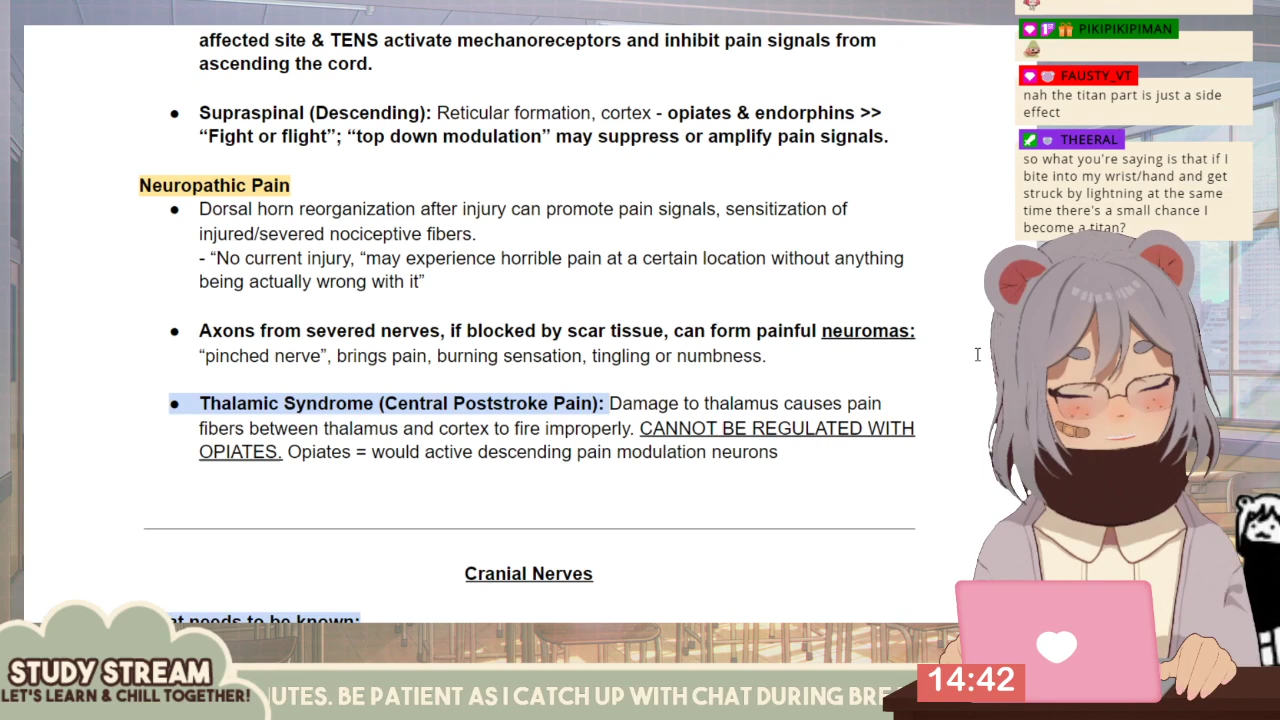 affected site & TENS activate mechanoreceptors and inhibit pain signals from
ascending the cord.
● Supraspinal (Descending): Reticular formation, cortex - opiates & endorphins >>
“Fight or flight”; “top down modulation” may suppress or amplify pain signals.
Neuropathic Pain
● Dorsal horn reorganization after injury can promote pain signals, sensitization of
injured/severed nociceptive fibers.
- “No current injury, “may experience horrible pain at a certain location without anything
being actually wrong with it”
● Axons from severed nerves, if blocked by scar tissue, can form painful neuromas:
“pinched nerve”, brings pain, burning sensation, tingling or numbness.
● Thalamic Syndrome (Central Poststroke Pain): Damage to thalamus causes pain
fibers between thalamus and cortex to fire improperly. CANNOT BE REGULATED WITH
OPIATES. Opiates = would active descending pain modulation neurons
Cranial Nerves
at needs to be known:
PIKIPIKIPIMAN
FAUSTY_VT
nah the titan part is just a side
effect
THEERAL
so what you're saying is that if I
bite into my wrist/hand and get
struck by lightning at the same
time there's a small chance I
become a titan?
STUDY STREAM
LET'S LEARN & CHILL TOGETHER!
NUTES. BE PATIENT AS I CATCH UP WITH CHAT DURING BRE
14:42